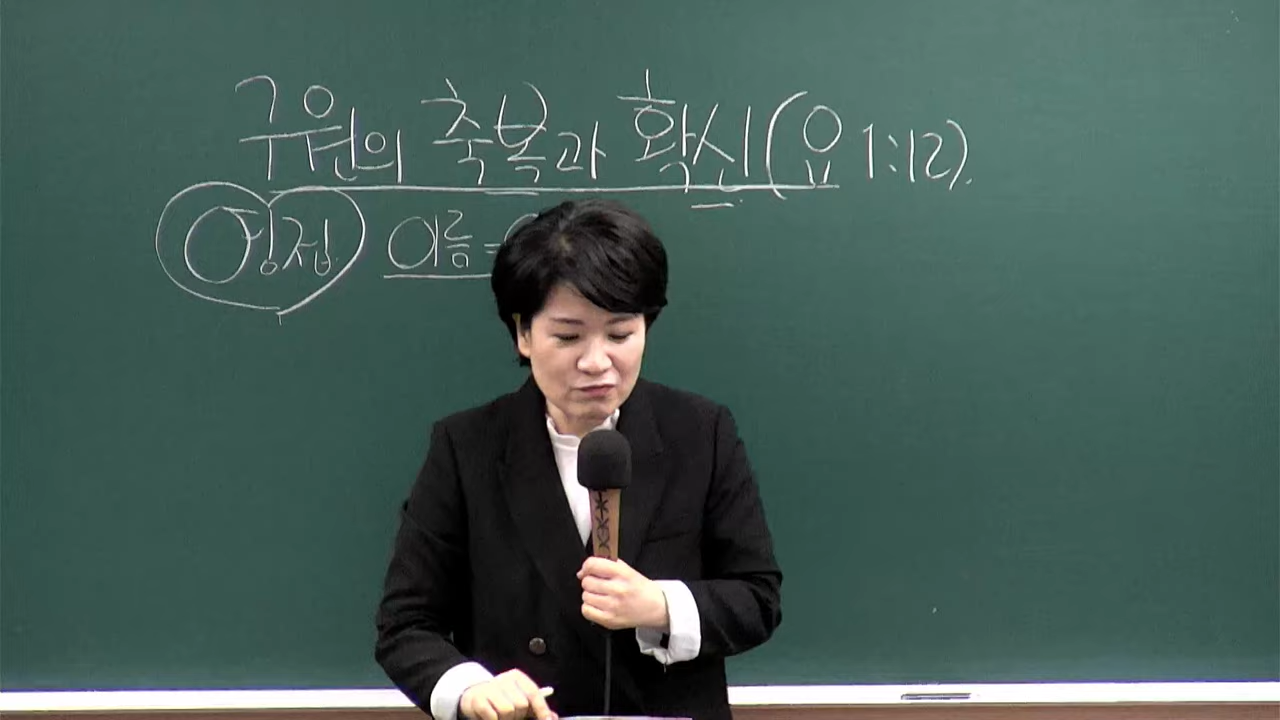 구원의 축복과 확신(요 1:12).
영접 이름=